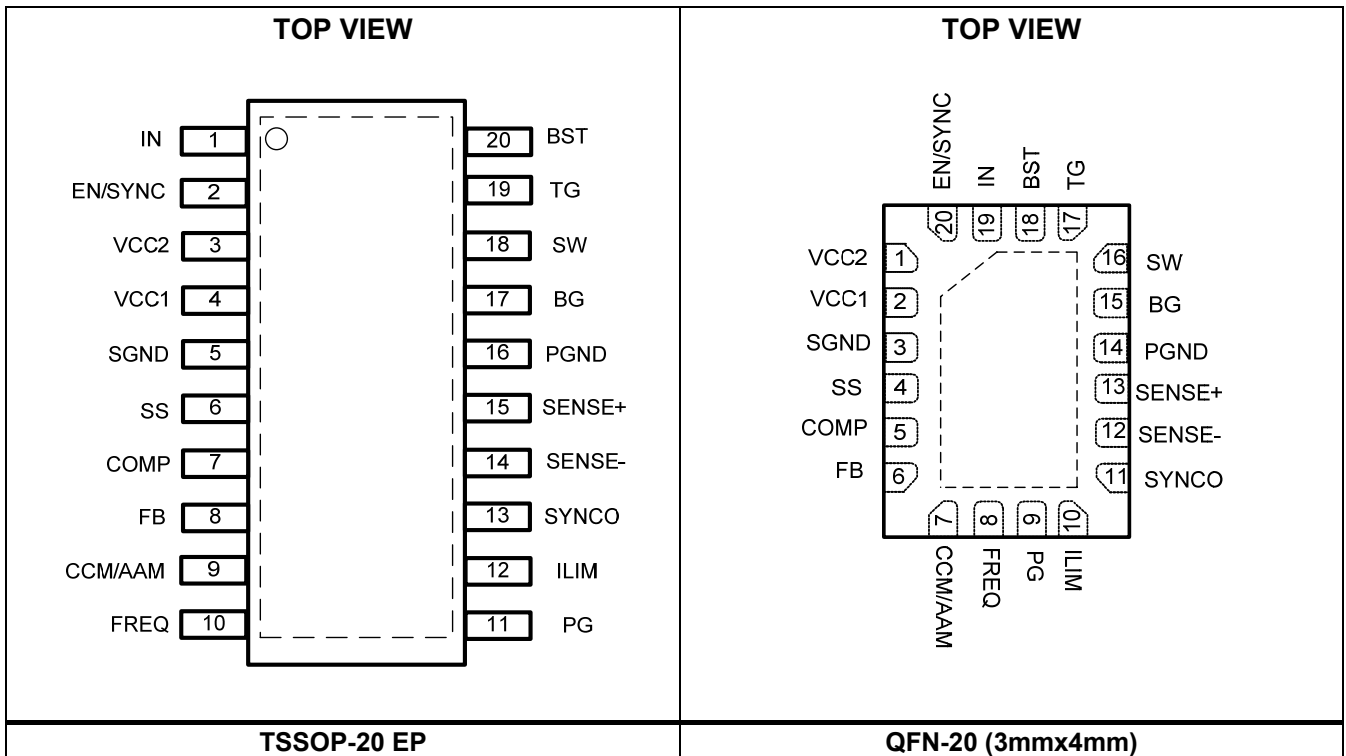 TOP VIEW
IN 1
EN/SYNC 2
VCC2 3
VCC1 4
SGND 5
SS 6
COMP 7
FB 8
CCM/AAM 9
FREQ 10
20 BST
19 TG
18 SW
17 BG
16 PGND
15 SENSE+
14 SENSE-
13 SYNCO
12 ILIM
11 PG
TSSOP-20 EP
TOP VIEW
EN/SYNC 20
IN 19
BST 18
TG 17
VCC2 1
VCC1 2
SGND 3
SS 4
COMP 5
FB 6
16 SW
15 BG
14 PGND
13 SENSE+
12 SENSE-
11 SYNCO
7 CCM/AAM
8 FREQ
9 PG
10 ILIM
QFN-20 (3mmx4mm)